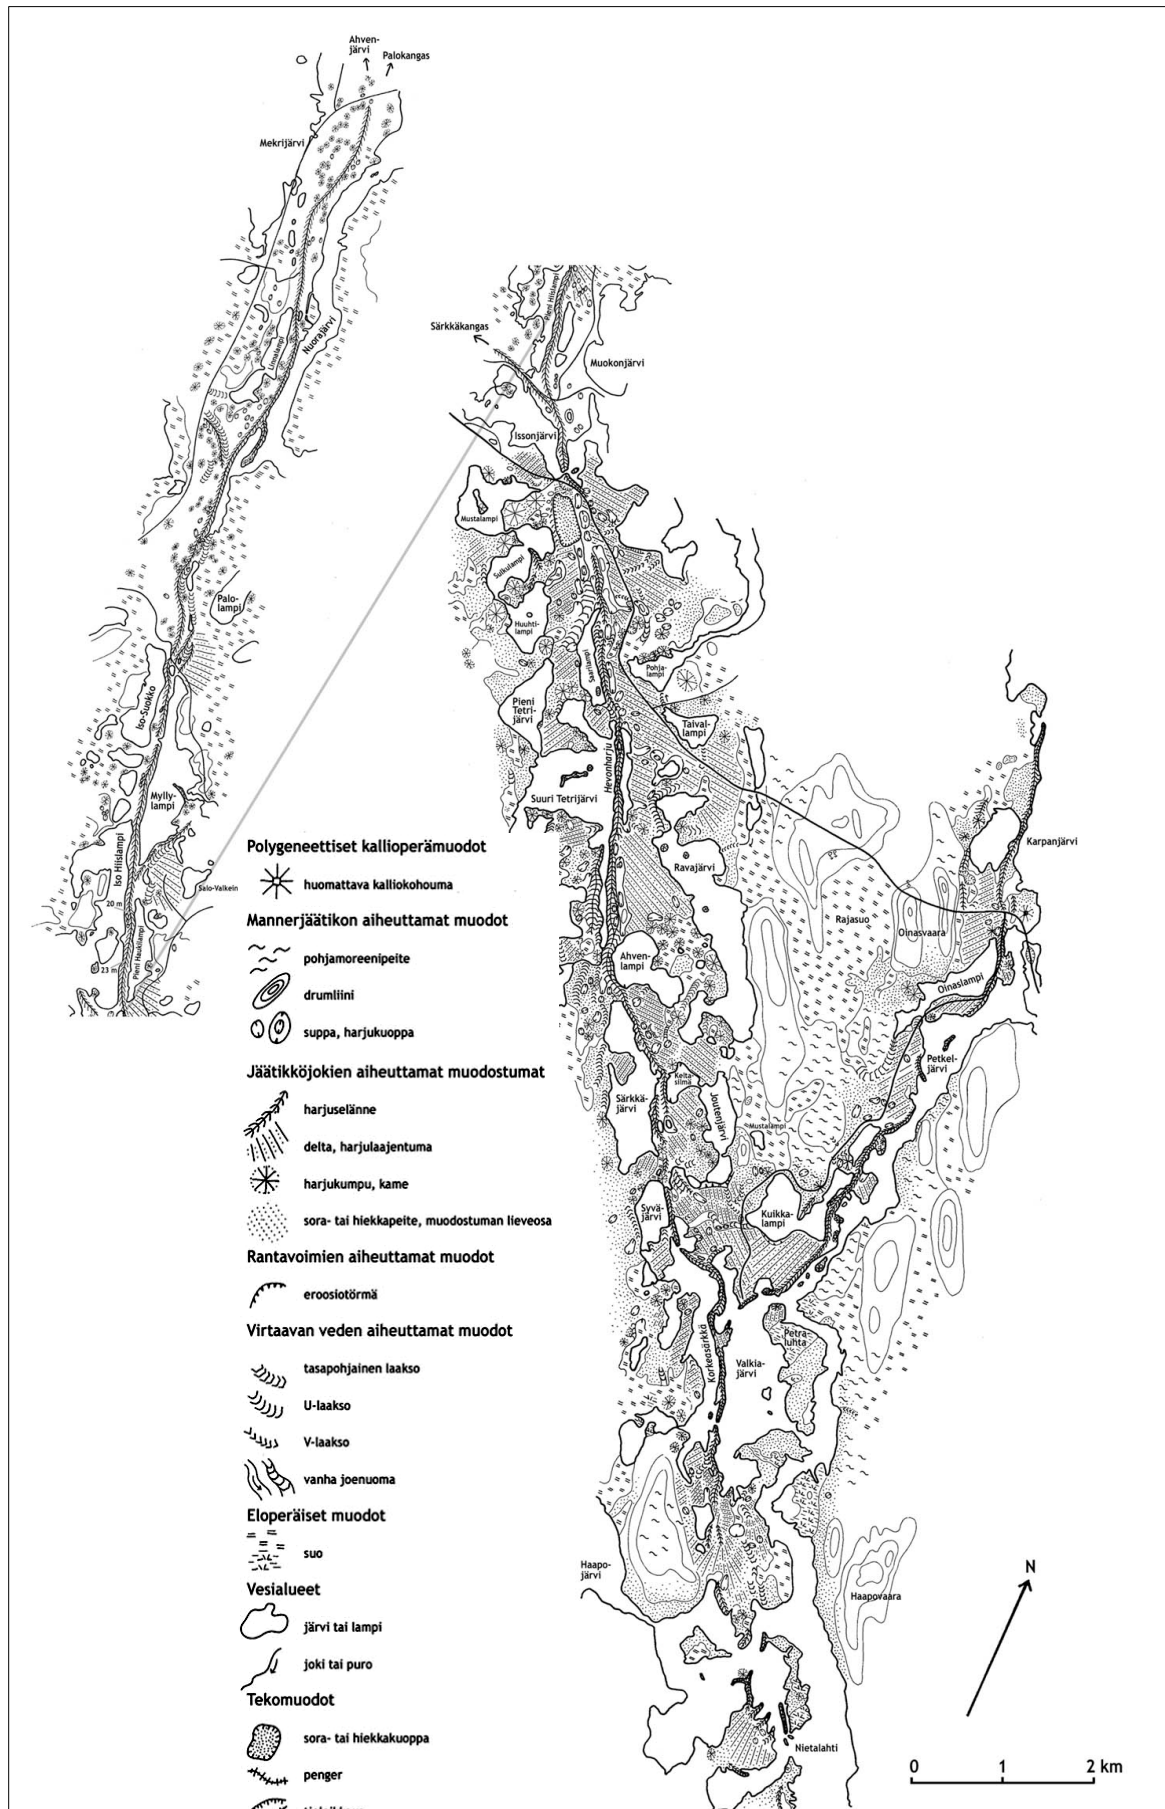 Ahven-
järvi
Palokangas
Mekrijärvi
Linnalampi
Nuorajärvi
Palo-
lampi
Iso-Suokko
Mylly-
lampi
Iso Hiislampi
Salo-Valkein
20 m
23 m
Pieni Haukilampi
Särkkäkangas
Pieni Hiislampi
Muokonjärvi
Issonjärvi
Mustalampi
Sulkulampi
Huuhti-
lampi
Saarilampi
Pohja-
lampi
Pieni
Tetri-
järvi
Taival-
lampi
Hevonharju
Suuri Tetrijärvi
Ravajärvi
Karpanjärvi
Rajasuo
Oinasvaara
Ahven-
lampi
Oinaslampi
Petkel-
järvi
Kelta-
silmä
Särkkä-
järvi
Joutenjärvi
Mustalampi
Syvä-
järvi
Kuikka-
lampi
Korkeasärkkä
Petra-
luhta
Valkia-
järvi
Haapo-
järvi
Haapovaara
Nietalahti
N
0 1 2 km
Polygeneettiset kallioperämuodot
huomattava kalliokohouma
Mannerjäätikön aiheuttamat muodot
pohjamoreenipeite
drumliini
suppa, harjukuoppa
Jäätikköjokien aiheuttamat muodostumat
harjuselänne
delta, harjulaajentuma
harjukumpu, kame
sora- tai hiekkapeite, muodostuman lieveosa
Rantavoimien aiheuttamat muodot
eroosiotörmä
Virtaavan veden aiheuttamat muodot
tasapohjainen laakso
U-laakso
V-laakso
vanha joenuoma
Eloperäiset muodot
suo
Vesialueet
järvi tai lampi
joki tai puro
Tekomuodot
sora- tai hiekkakuoppa
penger